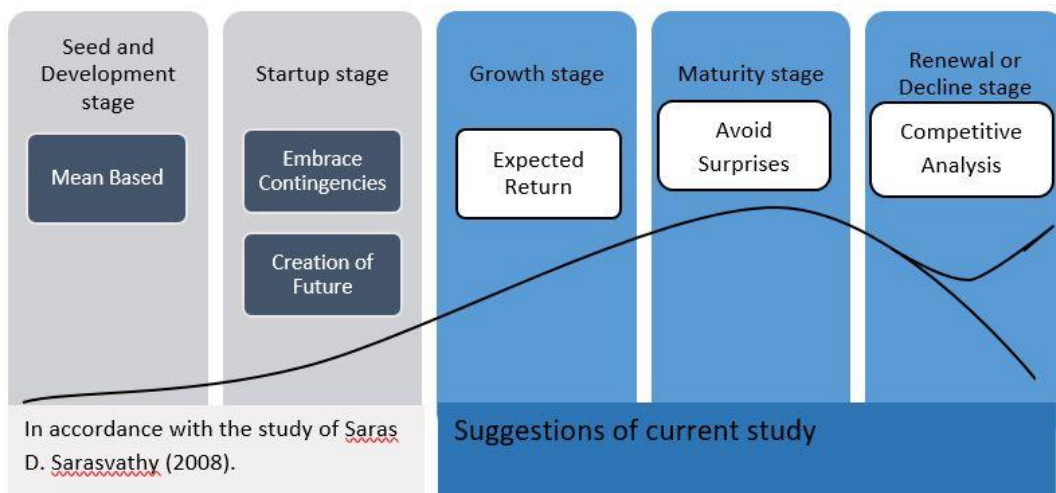 Seed and
Development
stage
Mean Based
Startup stage
Embrace
Contingencies
Creation of
Future
Growth stage
Expected
Return
Maturity stage
Avoid
Surprises
Renewal or
Decline stage
Competitive
Analysis
In accordance with the study of Saras
D. Sarasvathy (2008).
Suggestions of current study